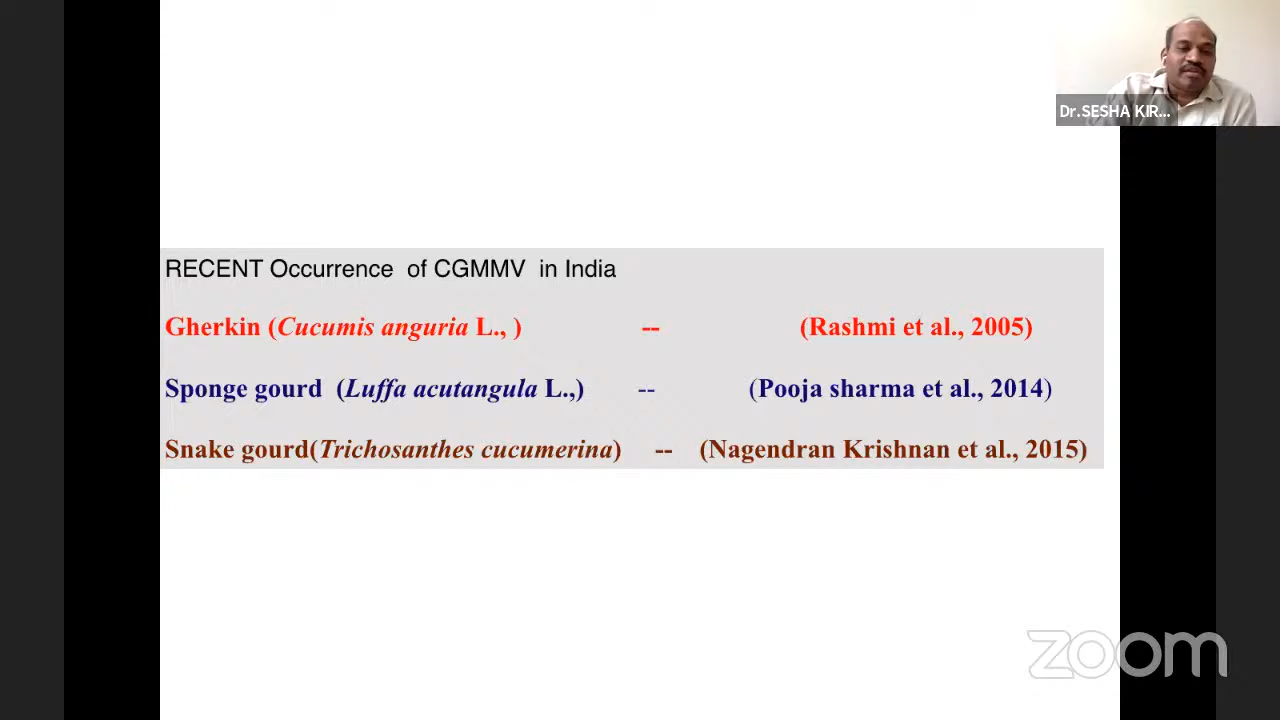 Dr.SESHA KIR...
RECENT Occurrence of CGMMV in India
Gherkin (Cucumis anguria L., ) -- (Rashmi et al., 2005)
Sponge gourd (Luffa acutangula L.,) -- (Pooja sharma et al., 2014)
Snake gourd(Trichosanthes cucumerina) -- (Nagendran Krishnan et al., 2015)
zoom